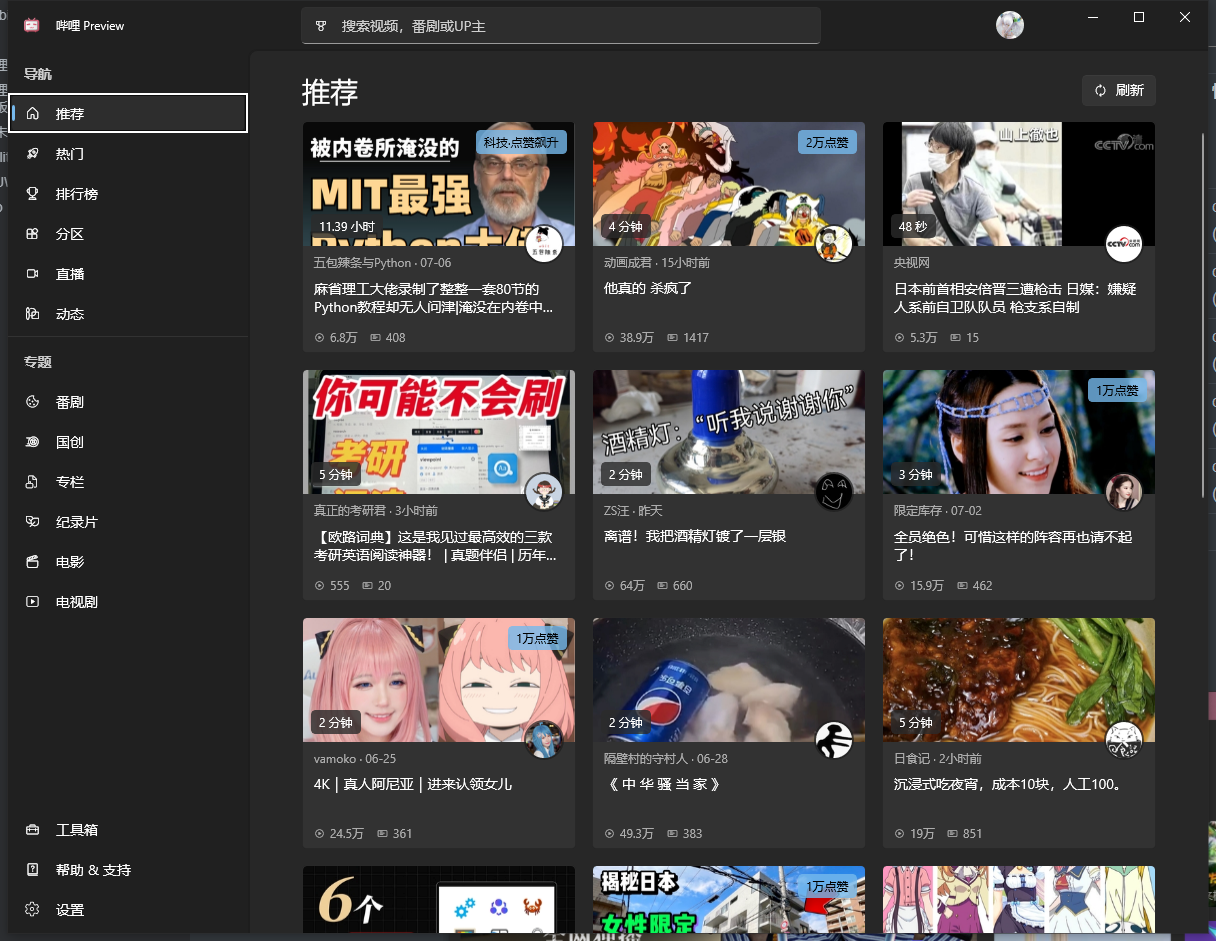 哔哩 Preview
搜索视频，番剧或UP主
导航
推荐
热门
排行榜
分区
直播
动态
专题
番剧
国创
专栏
纪录片
电影
电视剧
工具箱
帮助 & 支持
设置
推荐
刷新
被内卷所淹没的
科技·点赞飙升
MIT最强
11.39 小时
五包辣条与Python · 07-06
麻省理工大佬录制了整整一套80节的
Python教程却无人问津|淹没在内卷中...
6.8万 408
2万点赞
4 分钟
动画成君 · 15小时前
他真的 杀疯了
38.9万 1417
山上徹也
CCTV.com
48 秒
CCTV.com
央视网
日本前首相安倍晋三遭枪击 日媒：嫌疑
人系前自卫队队员 枪支系自制
5.3万 15
你可能不会刷
考研
viewpoint
5 分钟
真正的考研君 · 3小时前
【欧路词典】这是我见过最高效的三款
考研英语阅读神器！ | 真题伴侣 | 历年...
555 20
酒精灯：“听我说谢谢你”
2 分钟
ZS汪 · 昨天
离谱！我把酒精灯镀了一层银
64万 660
1万点赞
3 分钟
限定库存 · 07-02
全员绝色！可惜这样的阵容再也请不起
了！
15.9万 462
1万点赞
2 分钟
vamoko · 06-25
4K｜真人阿尼亚｜进来认领女儿
24.5万 361
2 分钟
隔壁村的守村人 · 06-28
《 中 华 骚 当 家 》
49.3万 383
5 分钟
日食记 · 2小时前
沉浸式吃夜宵，成本10块，人工100。
19万 851
6个
揭秘日本
1万点赞
女性限定